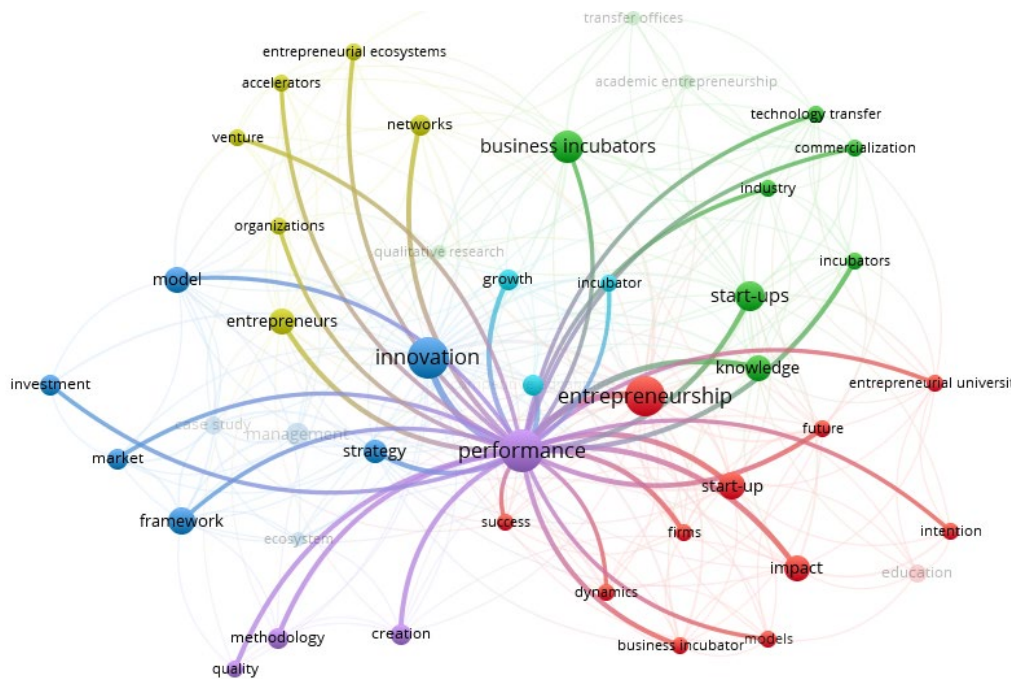 transfer offices
entrepreneurial ecosystems
accelerators
academic entrepreneurship
technology transfer
networks
venture
business incubators
commercialization
industry
organizations
qualitative research
incubators
model
growth
incubator
start-ups
entrepreneurs
innovation
knowledge
investment
entrepreneurship
entrepreneurial universit
case study
management
future
market
strategy
performance
start-up
framework
success
firms
intention
ecosystem
impact
education
dynamics
methodology
creation
business incubator
models
quality